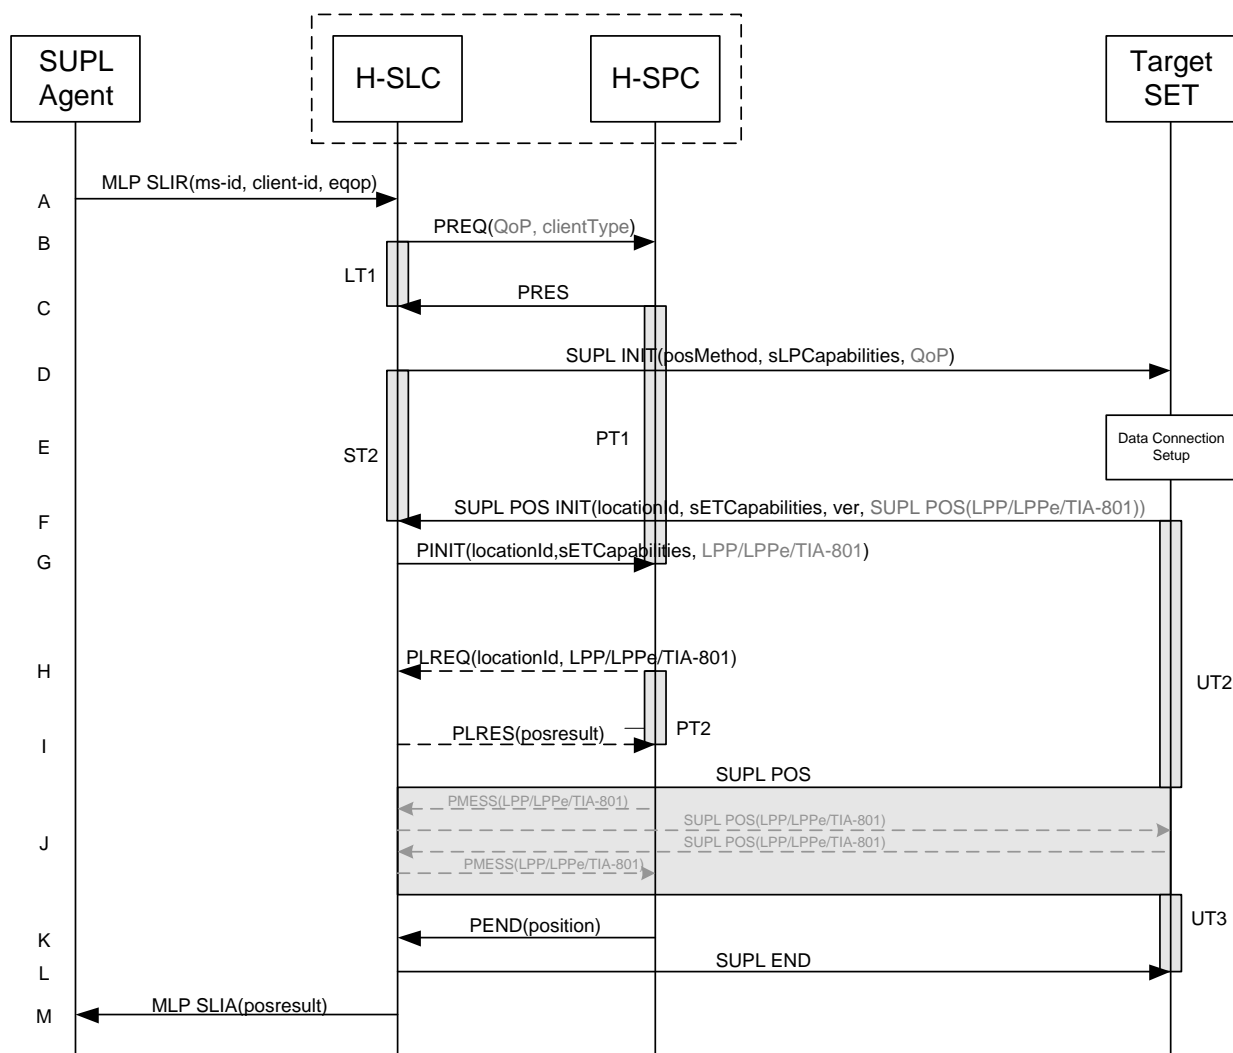 SUPL
Agent
H-SLC
H-SPC
Target
SET
MLP SLIR(ms-id, client-id, eqop)
A
PREQ(QoP, clientType)
B
LT1
PRES
C
SUPL INIT(posMethod, sLPCapabilities, QoP)
D
Data Connection
Setup
E
ST2
PT1
SUPL POS INIT(locationId, sETCapabilities, ver, SUPL POS(LPP/LPPe/TIA-801))
F
PINIT(locationId,sETCapabilities, LPP/LPPe/TIA-801)
G
PLREQ(locationId, LPP/LPPe/TIA-801)
H
UT2
PLRES(posresult)
PT2
I
SUPL POS
PMESS(LPP/LPPe/TIA-801)
SUPL POS(LPP/LPPe/TIA-801)
J
SUPL POS(LPP/LPPe/TIA-801)
PMESS(LPP/LPPe/TIA-801)
UT3
PEND(position)
K
SUPL END
L
MLP SLIA(posresult)
M